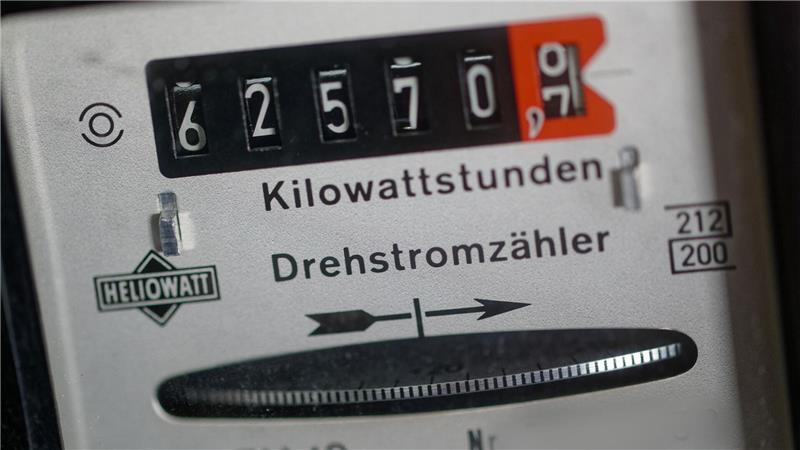 62570,7
Kilowattstunden
Drehstromzähler
212
200
HELIOWATT
Nr